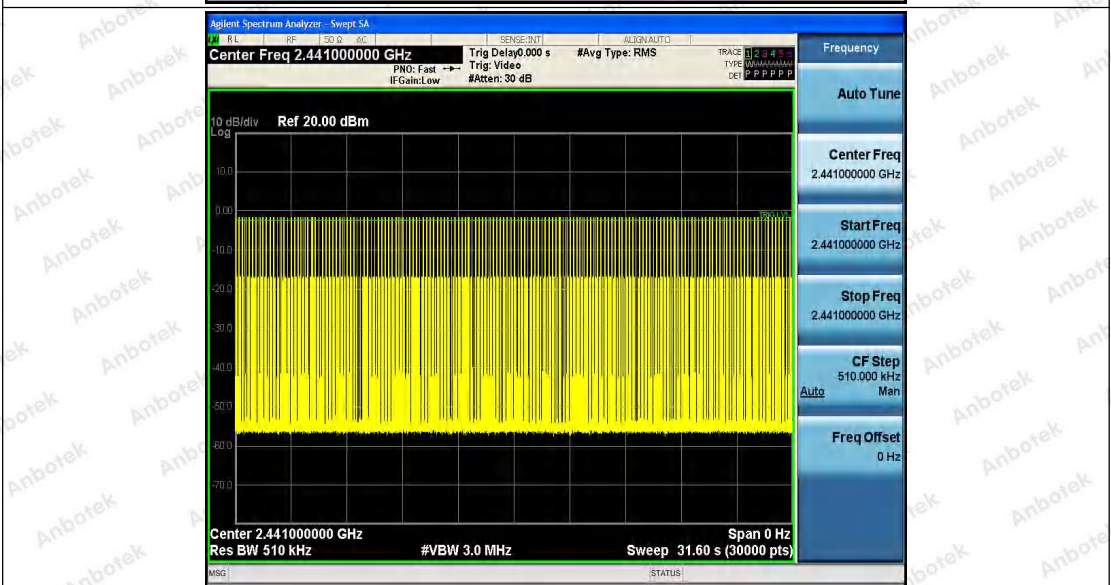 Agilent Spectrum Analyzer - Swept SA
RL RF 50 Ω AC SENSE:INT ALIGNAUTO
Center Freq 2.441000000 GHz
PNO: Fast
IFGain:Low
Trig Delay0.000 s
Trig: Video
#Atten: 30 dB
#Avg Type: RMS
TRACE 1 2 3 4 5 6
TYPE
DET P P P P P P
10 dB/div Ref 20.00 dBm
Log
10.0
0.00
TRIG LVL
-10.0
-20.0
-30.0
-40.0
-50.0
-60.0
-70.0
Center 2.441000000 GHz Span 0 Hz
Res BW 510 kHz #VBW 3.0 MHz Sweep 31.60 s (30000 pts)
MSG STATUS
Frequency
Auto Tune
Center Freq
2.441000000 GHz
Start Freq
2.441000000 GHz
Stop Freq
2.441000000 GHz
CF Step
510.000 kHz
Auto Man
Freq Offset
0 Hz
Anbotek